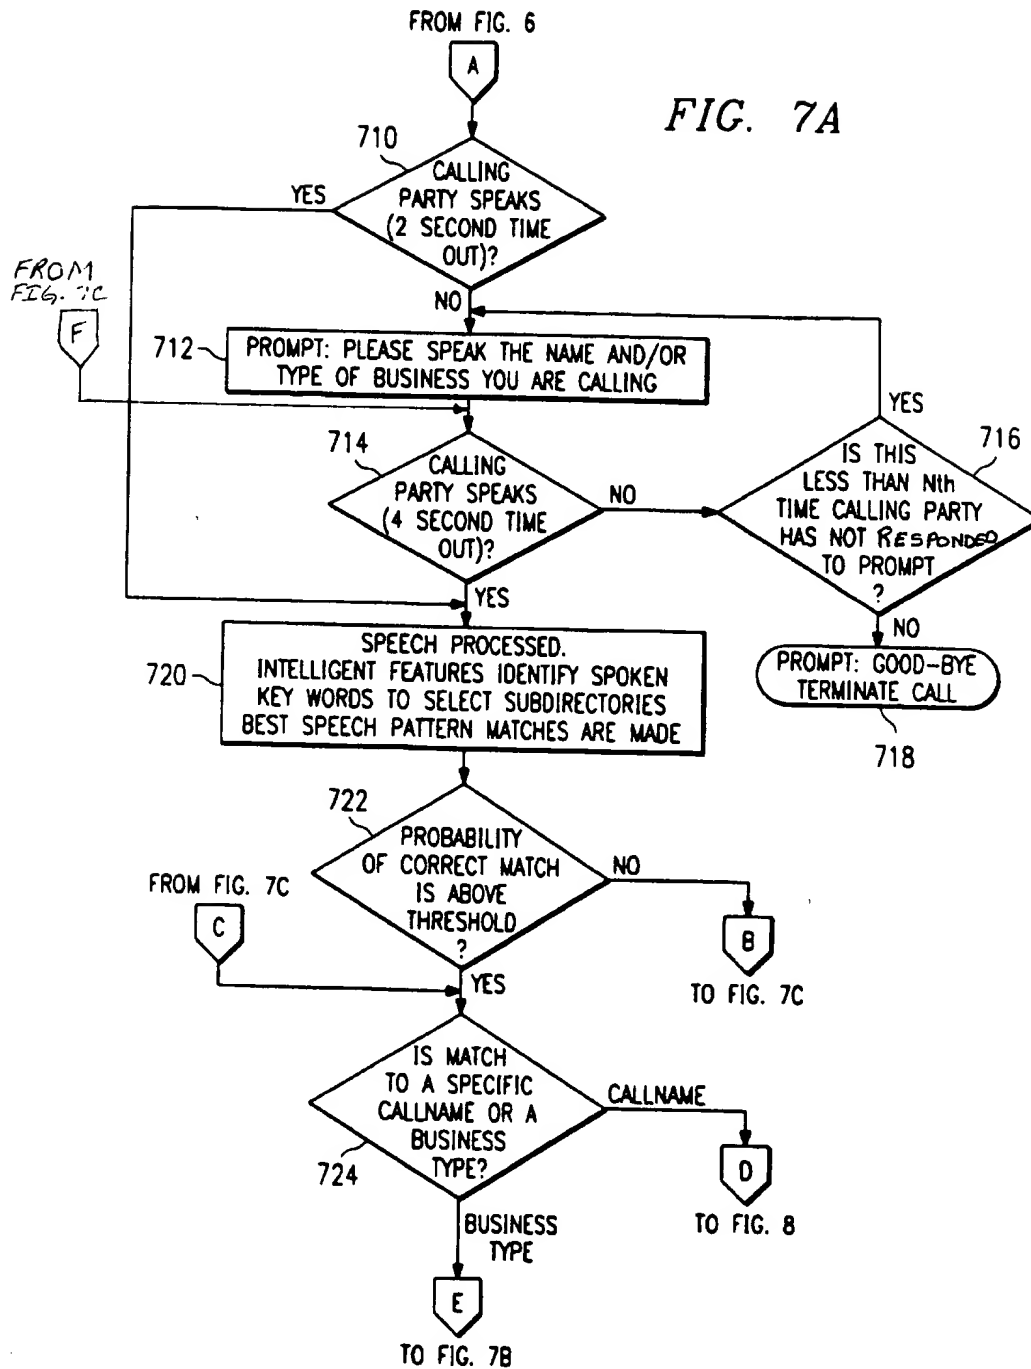 FROM FIG. 6
A
FIG. 7A
710
CALLING
PARTY SPEAKS
(2 SECOND TIME
OUT)?
YES
NO
FROM
FIG. 7C
F
712
PROMPT: PLEASE SPEAK THE NAME AND/OR
TYPE OF BUSINESS YOU ARE CALLING
714
CALLING
PARTY SPEAKS
(4 SECOND TIME
OUT)?
NO
YES
YES
716
IS THIS
LESS THAN Nth
TIME CALLING PARTY
HAS NOT RESPONDED
TO PROMPT
?
NO
PROMPT: GOOD-BYE
TERMINATE CALL
718
720
SPEECH PROCESSED.
INTELLIGENT FEATURES IDENTIFY SPOKEN
KEY WORDS TO SELECT SUBDIRECTORIES
BEST SPEECH PATTERN MATCHES ARE MADE
722
PROBABILITY
OF CORRECT MATCH
IS ABOVE
THRESHOLD
?
NO
B
TO FIG. 7C
FROM FIG. 7C
C
YES
IS MATCH
TO A SPECIFIC
CALLNAME OR A
BUSINESS
TYPE?
724
CALLNAME
D
TO FIG. 8
BUSINESS
TYPE
E
TO FIG. 7B